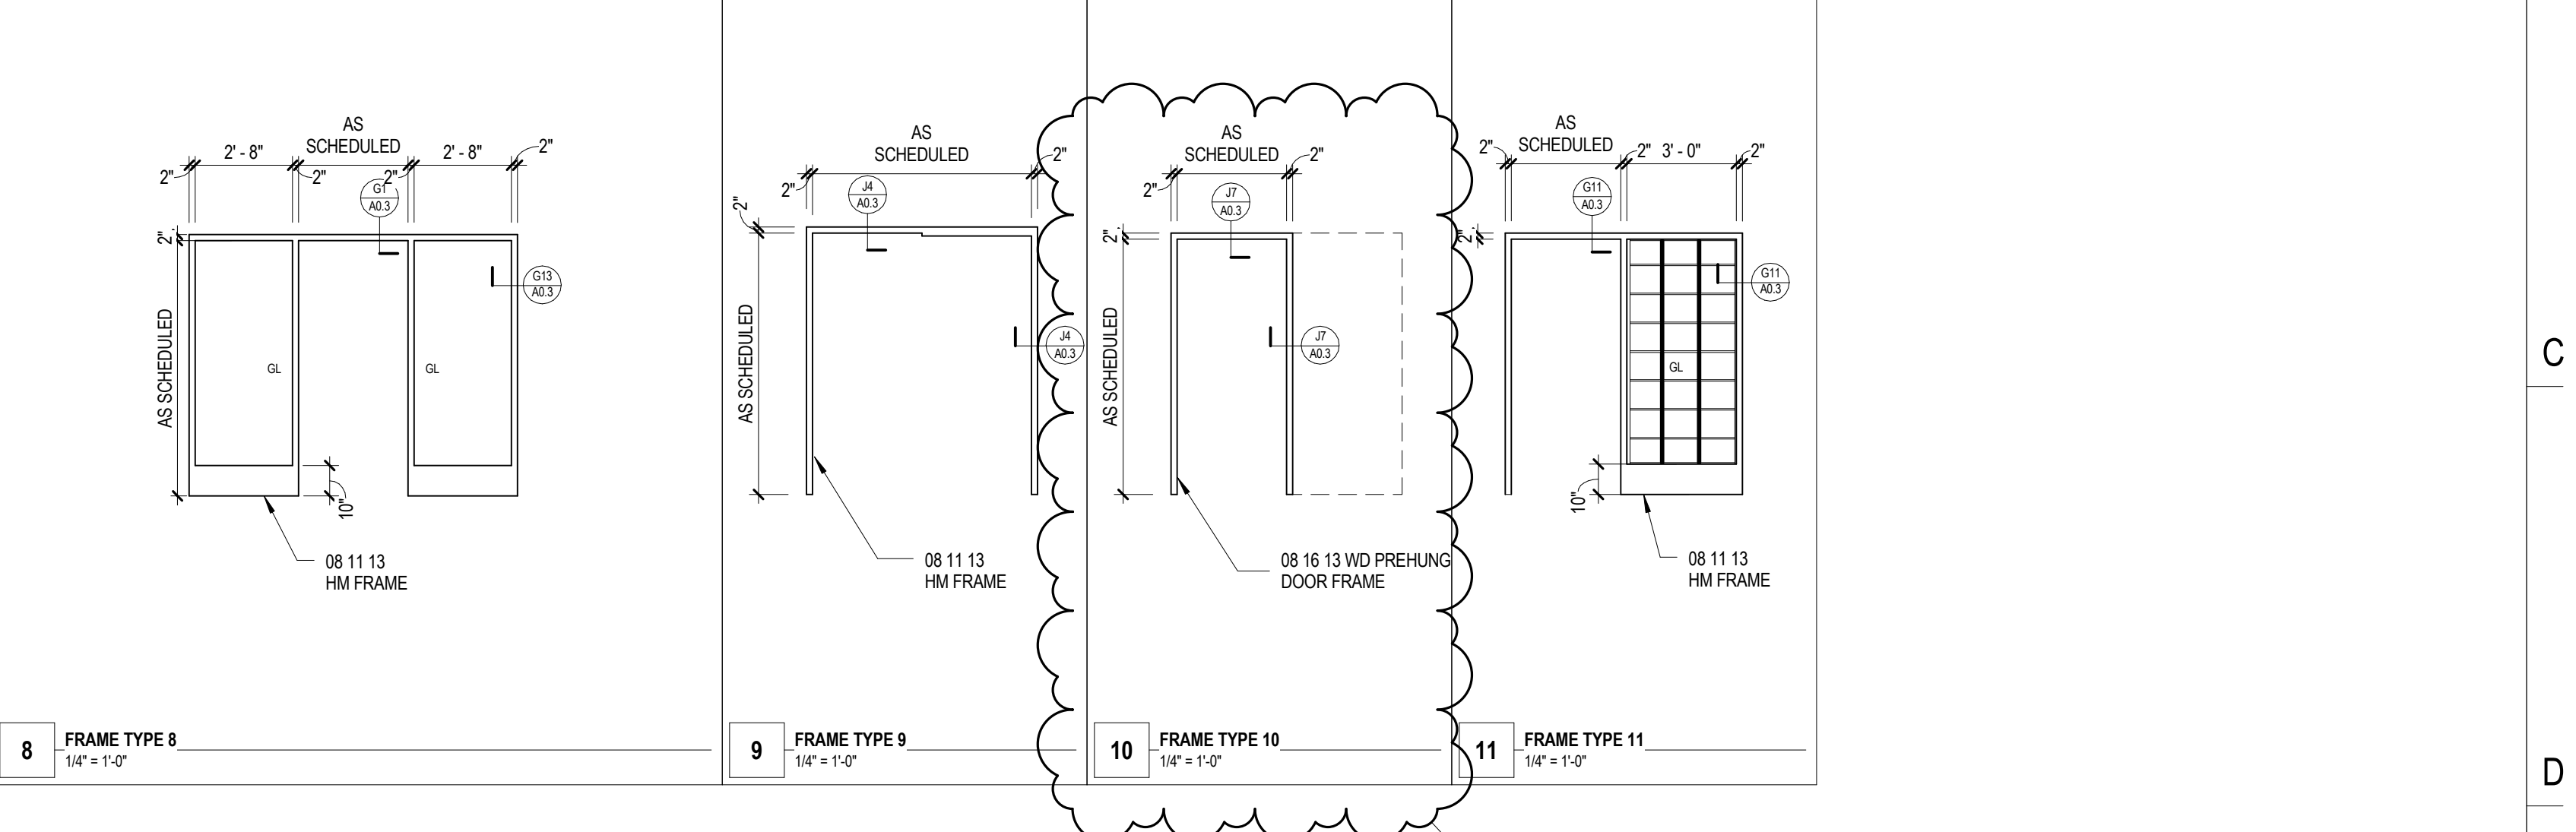 AS
SCHEDULED
2' - 8"
2' - 8"
2"
2"
2"
2"
G1
A0.3
2"
G13
A0.3
AS SCHEDULED
GL
GL
10"
08 11 13
HM FRAME
8
FRAME TYPE 8
1/4" = 1'-0"
AS
SCHEDULED
2"
2"
J4
A0.3
2"
J4
A0.3
AS SCHEDULED
08 11 13
HM FRAME
9
FRAME TYPE 9
1/4" = 1'-0"
AS
SCHEDULED
2"
2"
J7
A0.3
2"
J7
A0.3
AS SCHEDULED
08 16 13 WD PREHUNG
DOOR FRAME
10
FRAME TYPE 10
1/4" = 1'-0"
AS
SCHEDULED
2"
2"
3' - 0"
2"
G11
A0.3
2"
G11
A0.3
GL
10"
08 11 13
HM FRAME
11
FRAME TYPE 11
1/4" = 1'-0"
C
D